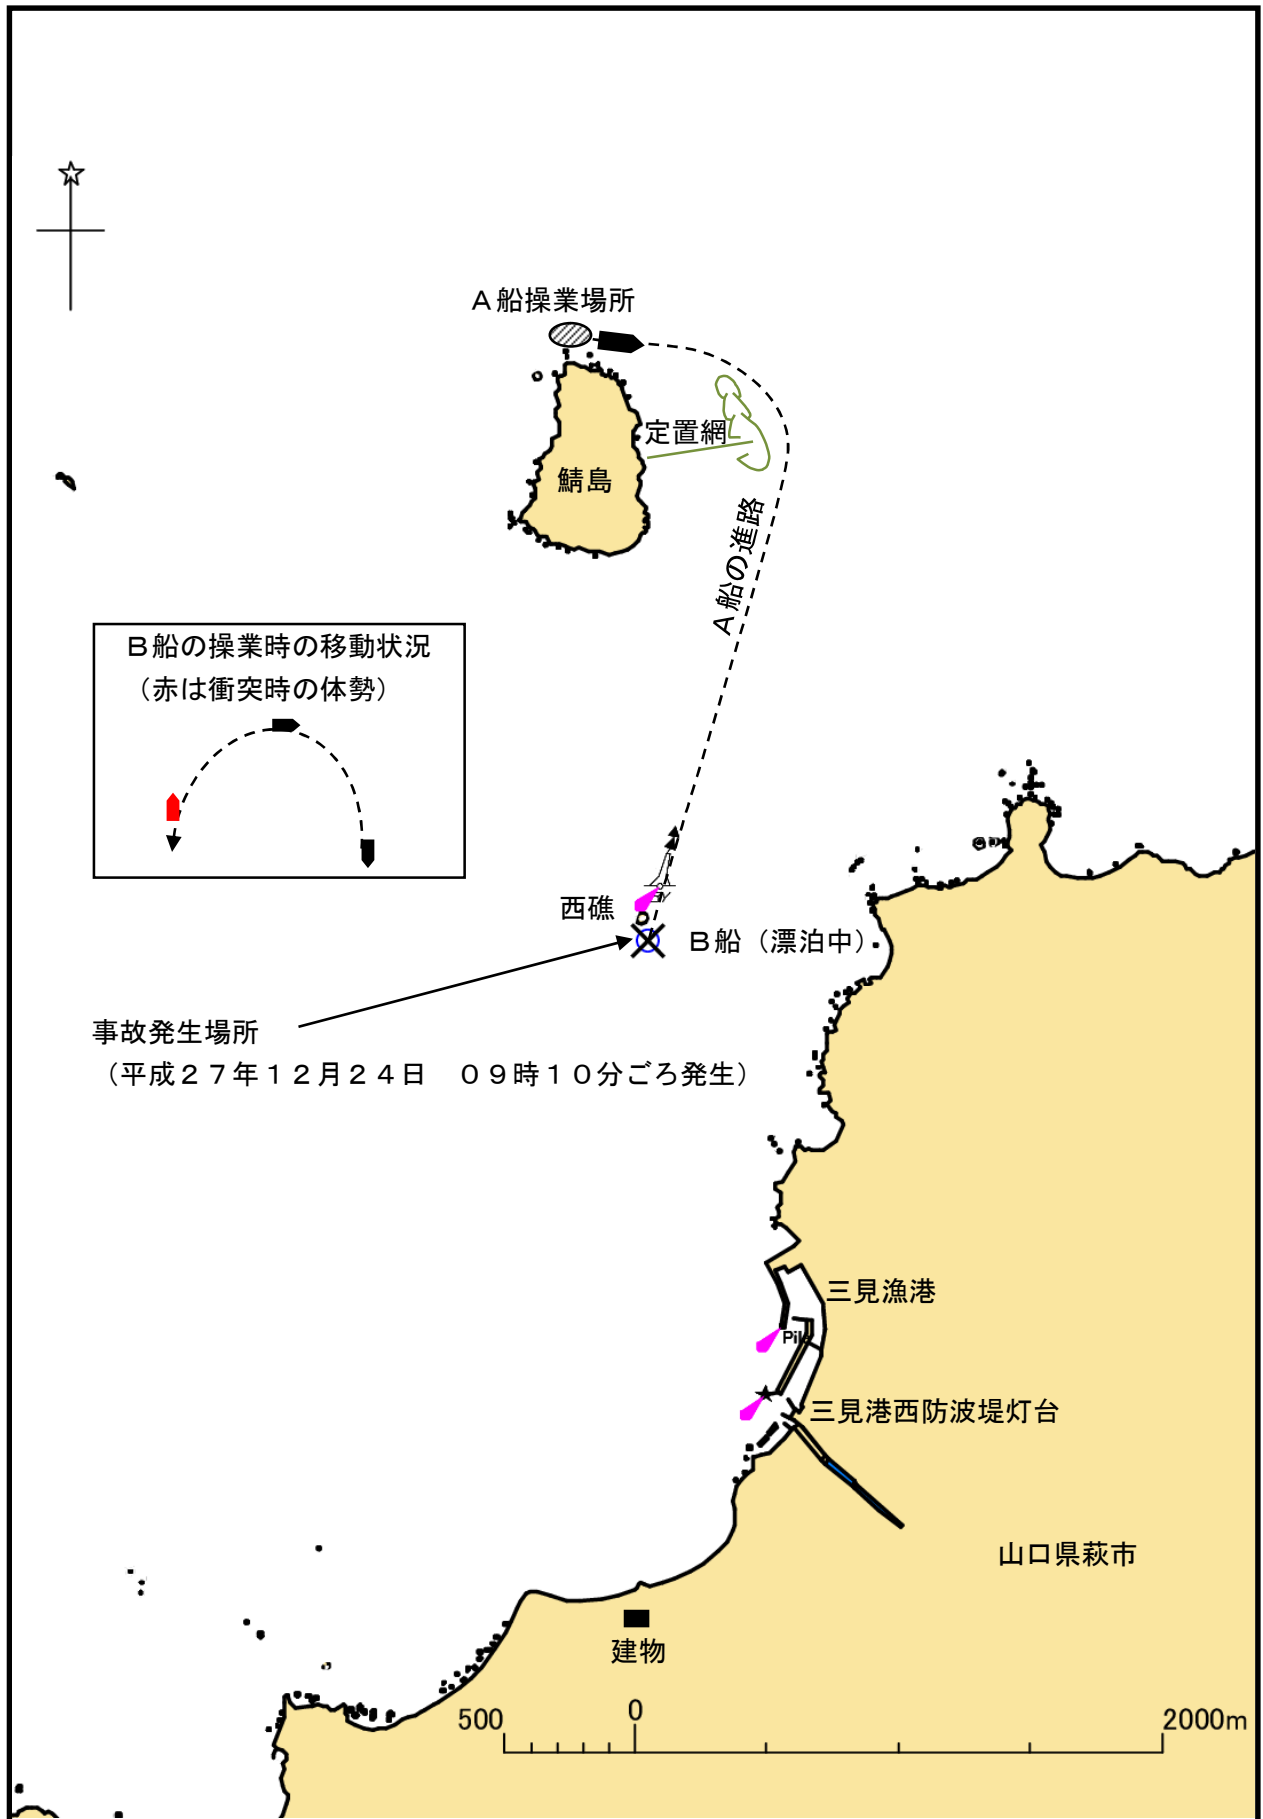 Ａ船操業場所
定置網
鯖島
Ａ船の進路
Ｂ船の操業時の移動状況
（赤は衝突時の体勢）
西礁
BY
Ｂ船（漂泊中）
事故発生場所
（平成２７年１２月２４日　０９時１０分ごろ発生）
三見漁港
三見港西防波堤灯台
山口県萩市
建物
500
0
2000m